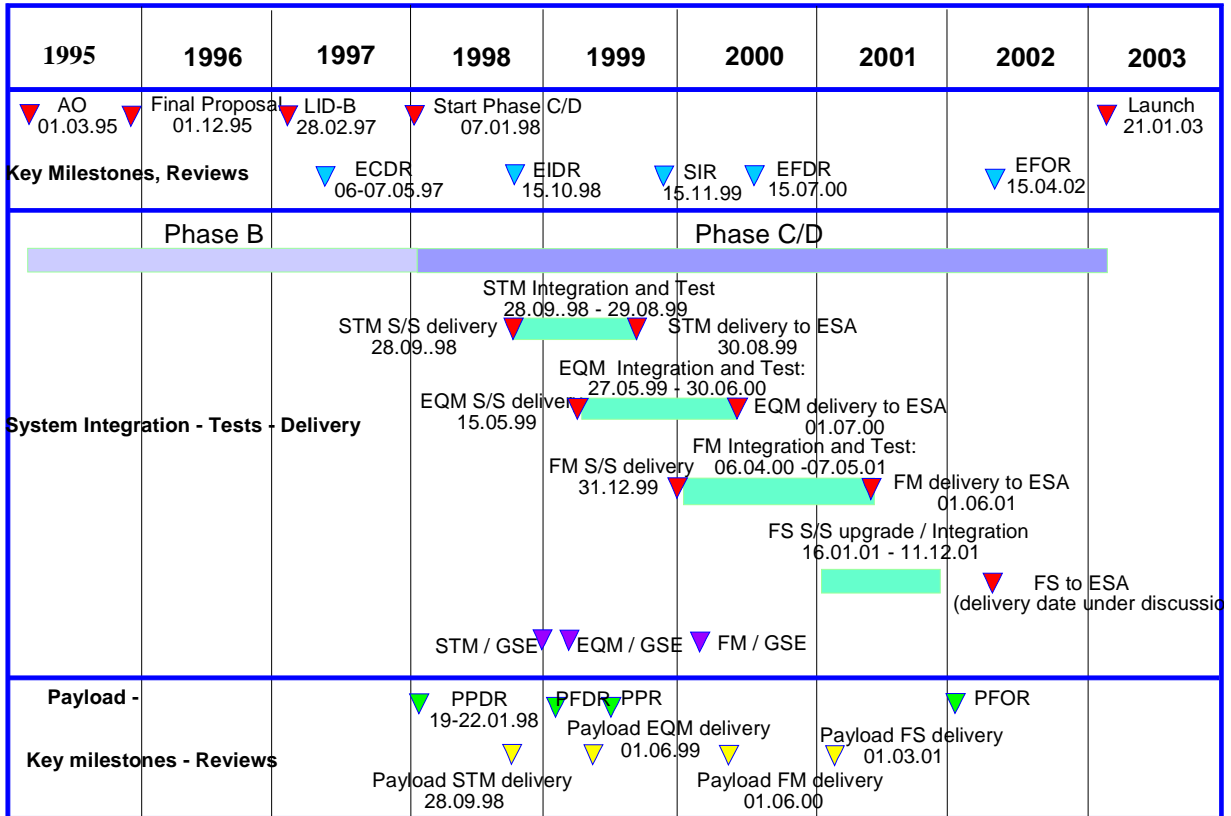 1995 1996 1997 1998 1999 2000 2001 2002 2003
AO
01.03.95
Final Proposal
01.12.95
LID-B
28.02.97
Start Phase C/D
07.01.98
Launch
21.01.03
Key Milestones, Reviews
ECDR
06-07.05.97
EIDR
15.10.98
SIR
15.11.99
EFDR
15.07.00
EFOR
15.04.02
Phase B
Phase C/D
STM Integration and Test
28.09..98 - 29.08.99
STM S/S delivery
28.09..98
STM delivery to ESA
30.08.99
EQM Integration and Test:
27.05.99 - 30.06.00
EQM S/S delivery
15.05.99
EQM delivery to ESA
01.07.00
System Integration - Tests - Delivery
FM Integration and Test:
06.04.00 -07.05.01
FM S/S delivery
31.12.99
FM delivery to ESA
01.06.01
FS S/S upgrade / Integration
16.01.01 - 11.12.01
FS to ESA
(delivery date under discussio
STM / GSE
EQM / GSE
FM / GSE
Payload -
PPDR
19-22.01.98
PFDR
PPR
PFOR
Key milestones - Reviews
Payload EQM delivery
01.06.99
Payload FS delivery
01.03.01
Payload STM delivery
28.09.98
Payload FM delivery
01.06.00